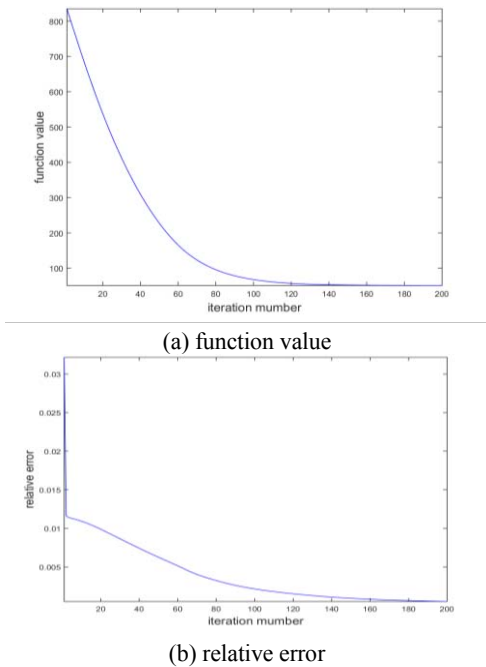 800
700
600
500
400
300
200
100
function value
20 40 60 80 100 120 140 160 180 200
iteration mumber
(a) function value
0.03
0.025
0.02
0.015
0.01
0.005
relative error
20 40 60 80 100 120 140 160 180 200
iteration mumber
(b) relative error